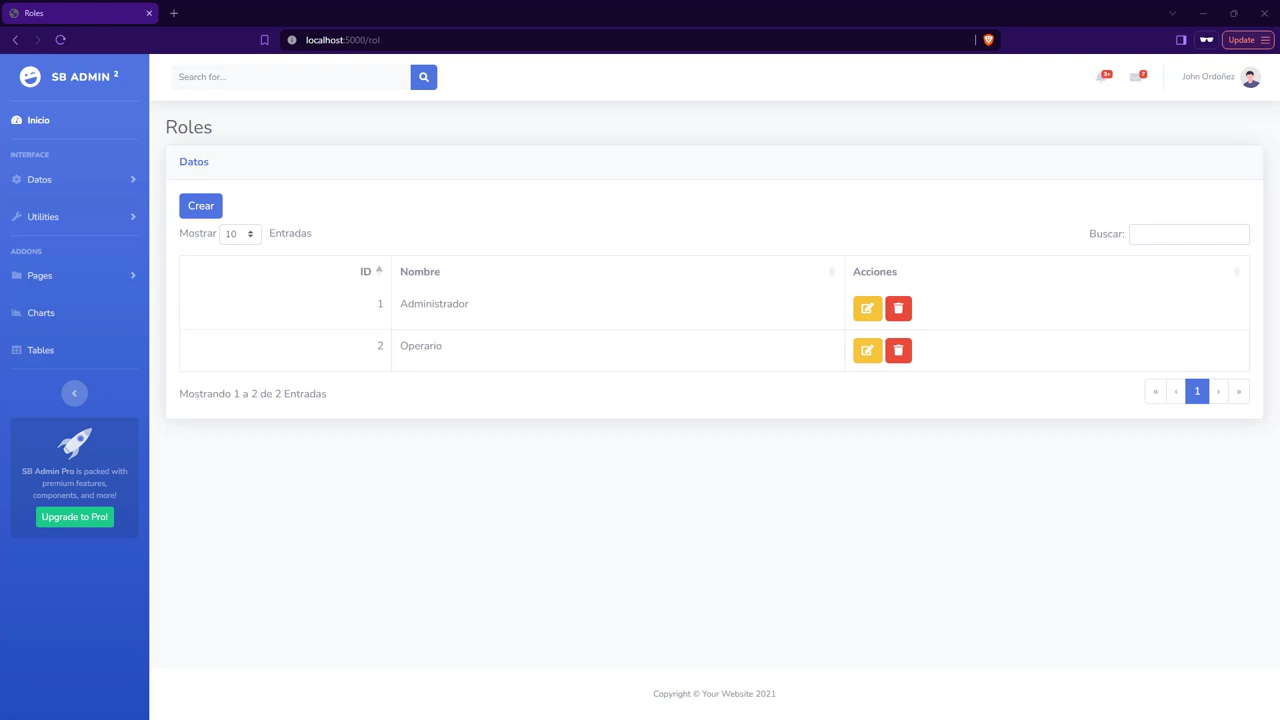 Roles
localhost:5000/rol
Update
SB ADMIN 2
Search for...
3+
7
John Ordoñez
Inicio
INTERFACE
Datos
Utilities
ADDONS
Pages
Charts
Tables
SB Admin Pro is packed with
premium features,
components, and more!
Upgrade to Pro!
Roles
Datos
Crear
Mostrar 10 Entradas
Buscar:
ID Nombre Acciones
1 Administrador
2 Operario
Mostrando 1 a 2 de 2 Entradas
« ‹ 1 › »
Copyright © Your Website 2021